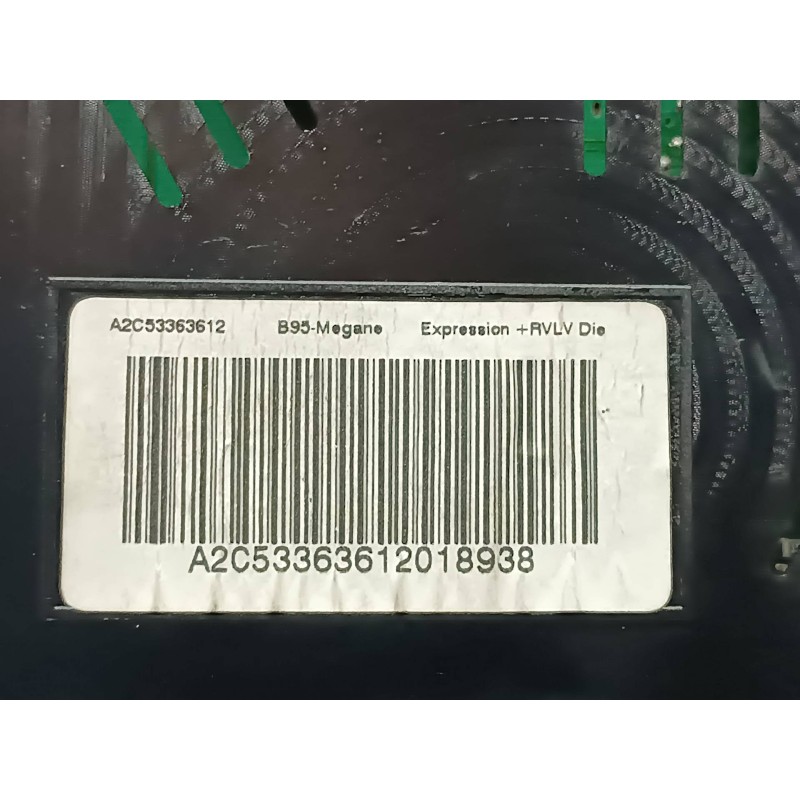 A2C53363612 B95-Megane Expression +RVLV Die
A2C53363612018938